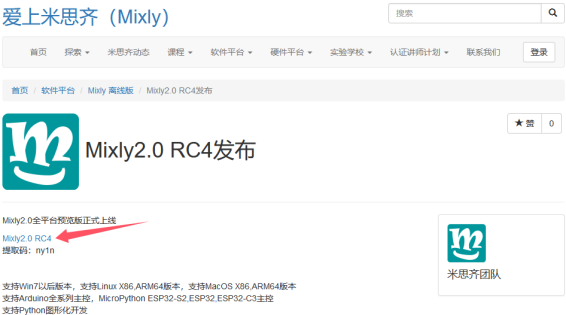 爱上米思齐（Mixly）
搜索
首页 探索 米思齐动态 课程 软件平台 硬件平台 实验学校 认证讲师计划 联系我们 登录
首页 / 软件平台 / Mixly 离线版 / Mixly2.0 RC4发布
★ 赞 0
Mixly2.0 RC4发布
Mixly2.0全平台预览版正式上线
Mixly2.0 RC4
提取码：ny1n
米思齐团队
支持Win7以后版本，支持Linux X86,ARM64版本，支持MacOS X86,ARM64版本
支持Arduino全系列主控，MicroPython ESP32-S2,ESP32,ESP32-C3主控
支持Python图形化开发